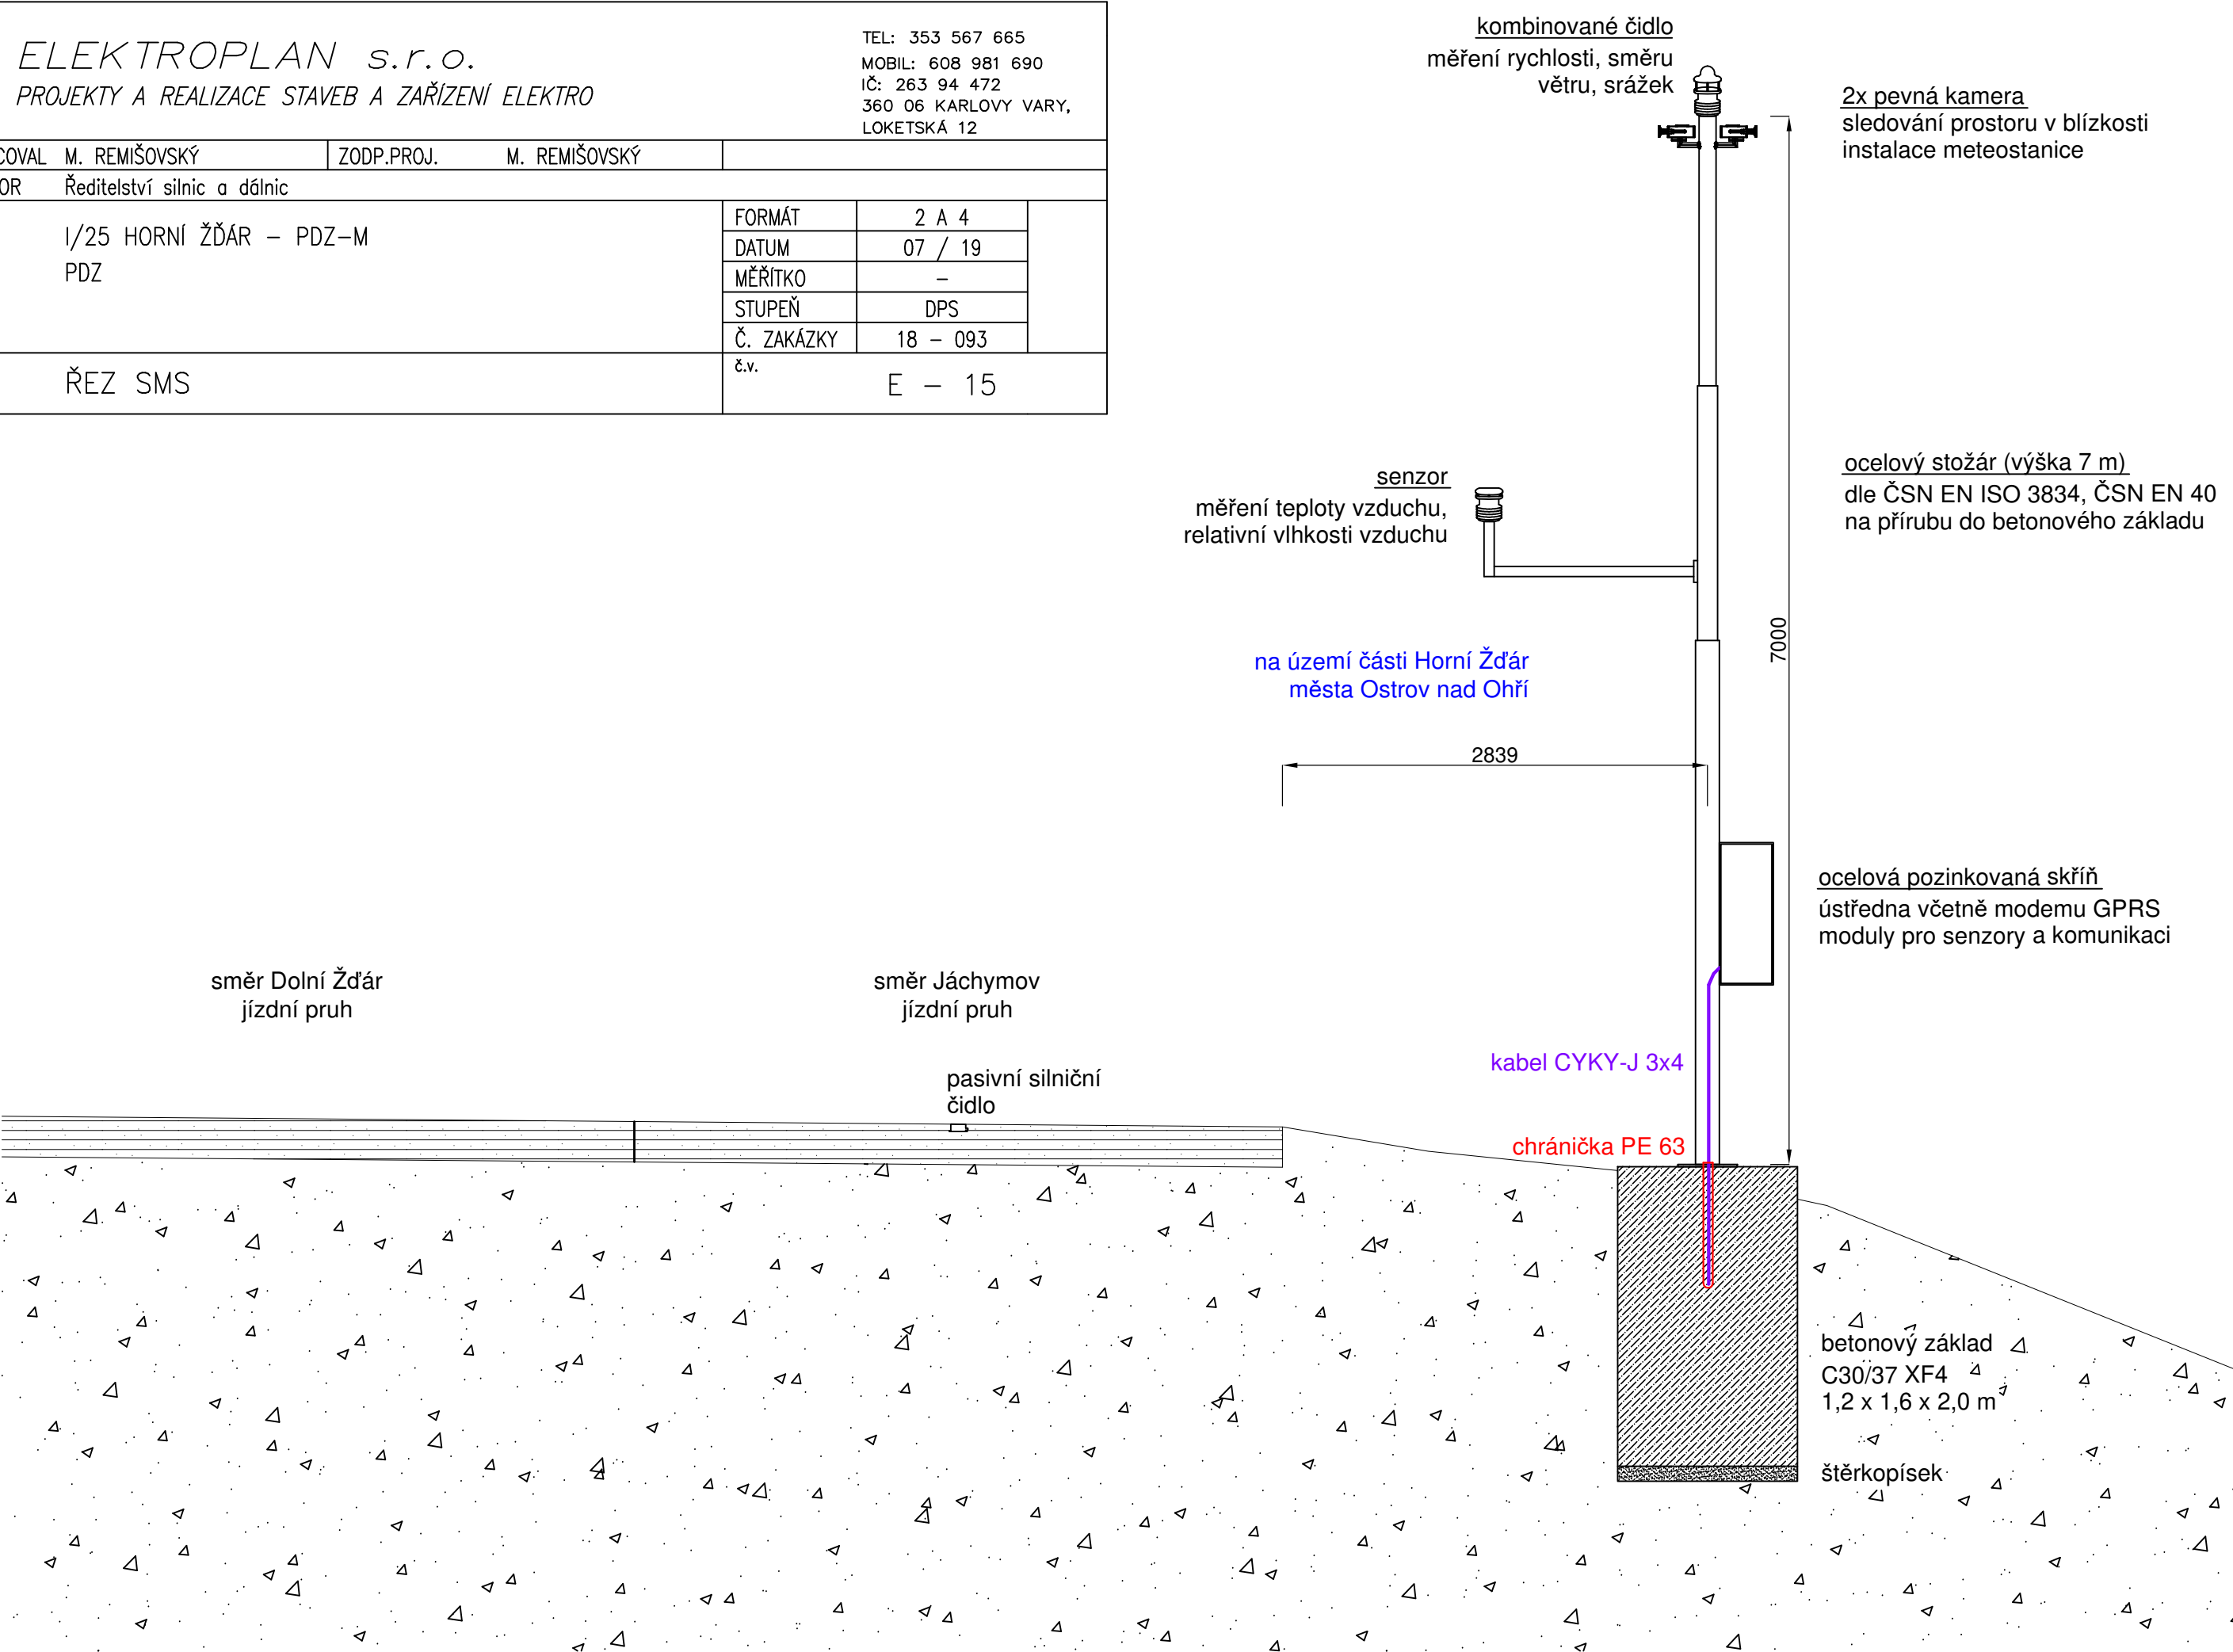 ELEKTROPLAN s.r.o.
PROJEKTY A REALIZACE STAVEB A ZAŘÍZENÍ ELEKTRO
TEL: 353 567 665
MOBIL: 608 981 690
IČ: 263 94 472
360 06 KARLOVY VARY,
LOKETSKÁ 12
COVAL M. REMIŠOVSKÝ ZODP.PROJ. M. REMIŠOVSKÝ
OR Ředitelství silnic a dálnic
I/25 HORNÍ ŽĎÁR – PDZ–M
PDZ
FORMÁT 2 A 4
DATUM 07 / 19
MĚŘÍTKO –
STUPEŇ DPS
Č. ZAKÁZKY 18 – 093
ŘEZ SMS
č.v.
E – 15
kombinované čidlo
měření rychlosti, směru
větru, srážek
2x pevná kamera
sledování prostoru v blízkosti
instalace meteostanice
senzor
měření teploty vzduchu,
relativní vlhkosti vzduchu
ocelový stožár (výška 7 m)
dle ČSN EN ISO 3834, ČSN EN 40
na přírubu do betonového základu
7000
na území části Horní Žďár
města Ostrov nad Ohří
2839
ocelová pozinkovaná skříň
ústředna včetně modemu GPRS
moduly pro senzory a komunikaci
směr Dolní Žďár
jízdní pruh
směr Jáchymov
jízdní pruh
pasivní silniční
čidlo
kabel CYKY-J 3x4
chránička PE 63
betonový základ
C30/37 XF4
1,2 x 1,6 x 2,0 m
štěrkopísek